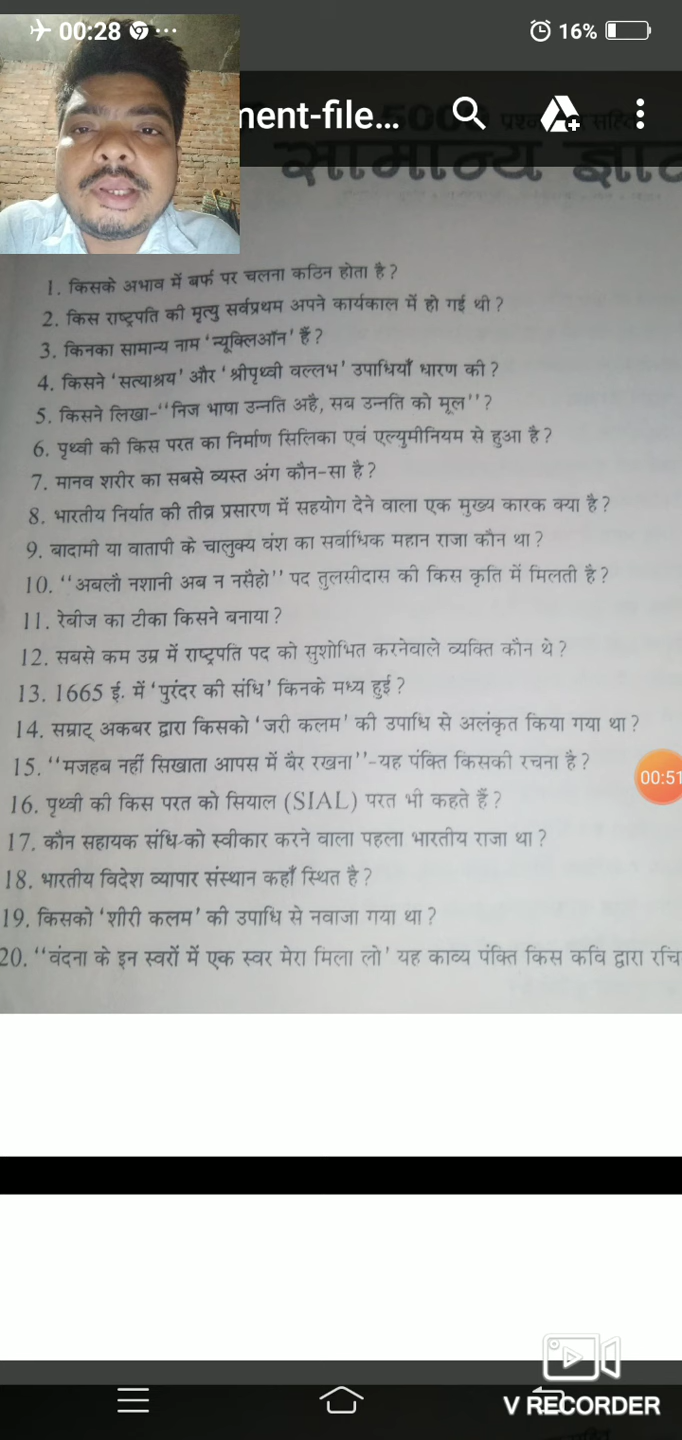 00:28 ... 16%
nent-file...
5000 प्रश्न
सामान्य ज्ञान
1. किसके अभाव में बर्फ पर चलना कठिन होता है?
2. किस राष्ट्रपति की मृत्यु सर्वप्रथम अपने कार्यकाल में हो गई थी?
3. किनका सामान्य नाम 'न्यूक्लिऑन' हैं?
4. किसने 'सत्याश्रय' और 'श्रीपृथ्वी वल्लभ' उपाधियाँ धारण की?
5. किसने लिखा-"निज भाषा उन्नति अहै, सब उन्नति को मूल"?
6. पृथ्वी की किस परत का निर्माण सिलिका एवं एल्युमीनियम से हुआ है?
7. मानव शरीर का सबसे व्यस्त अंग कौन-सा है?
8. भारतीय निर्यात की तीव्र प्रसारण में सहयोग देने वाला एक मुख्य कारक क्या है?
9. बादामी या वातापी के चालुक्य वंश का सर्वाधिक महान राजा कौन था?
10. "अबलौ नशानी अब न नसैहो" पद तुलसीदास की किस कृति में मिलती है?
11. रेबीज का टीका किसने बनाया?
12. सबसे कम उम्र में राष्ट्रपति पद को सुशोभित करनेवाले व्यक्ति कौन थे?
13. 1665 ई. में 'पुरंदर की संधि' किनके मध्य हुई?
14. सम्राट् अकबर द्वारा किसको 'जरी कलम' की उपाधि से अलंकृत किया गया था?
15. "मजहब नहीं सिखाता आपस में बैर रखना"-यह पंक्ति किसकी रचना है?
00:51
16. पृथ्वी की किस परत को सियाल (SIAL) परत भी कहते हैं?
17. कौन सहायक संधि-को स्वीकार करने वाला पहला भारतीय राजा था?
18. भारतीय विदेश व्यापार संस्थान कहाँ स्थित है?
19. किसको 'शीरी कलम' की उपाधि से नवाजा गया था?
20. "वंदना के इन स्वरों में एक स्वर मेरा मिला लो' यह काव्य पंक्ति किस कवि द्वारा रचि
V RECORDER